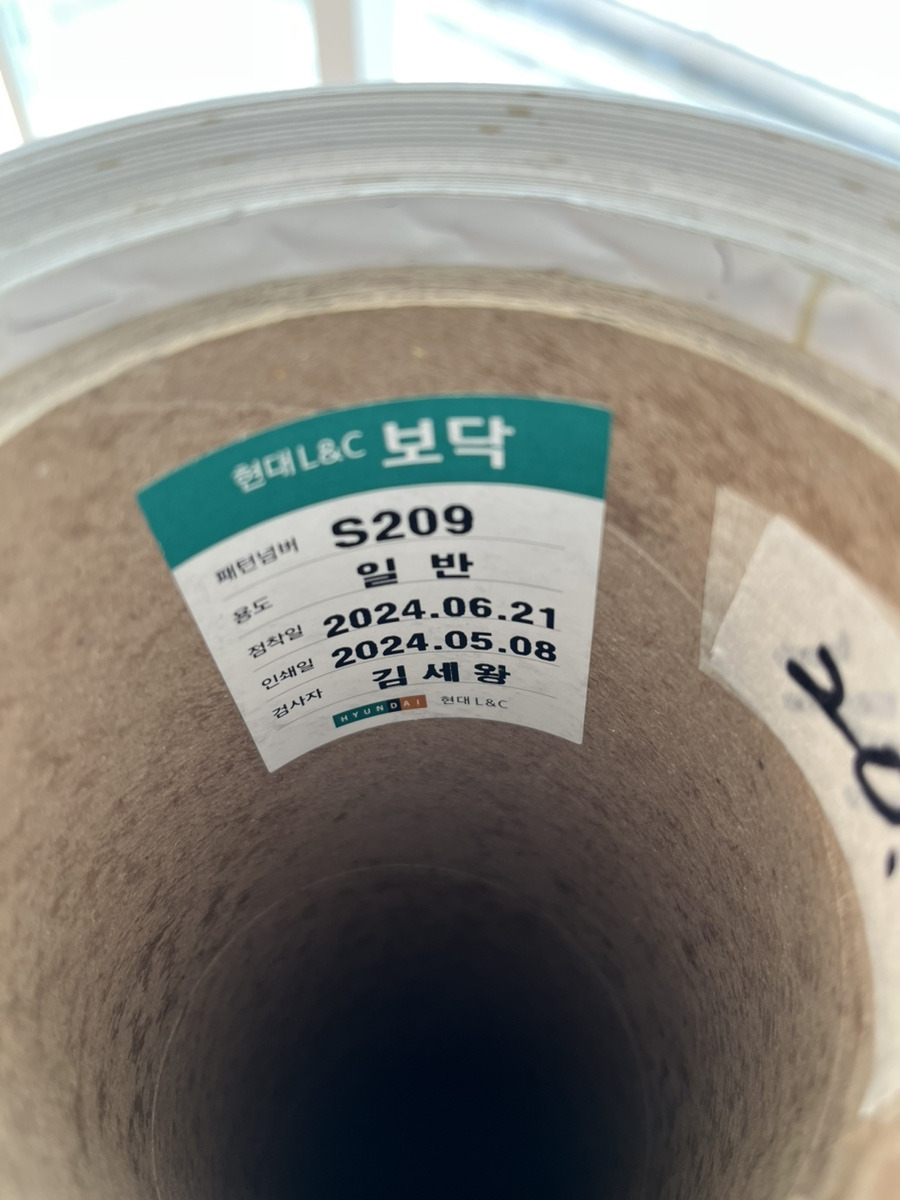 현대 L&C 보닥
패턴넘버 S209
용도 일 반
점착일 2024.06.21
인쇄일 2024.05.08
검사자 김 세 왕
HYUNDAI 현대 L&C